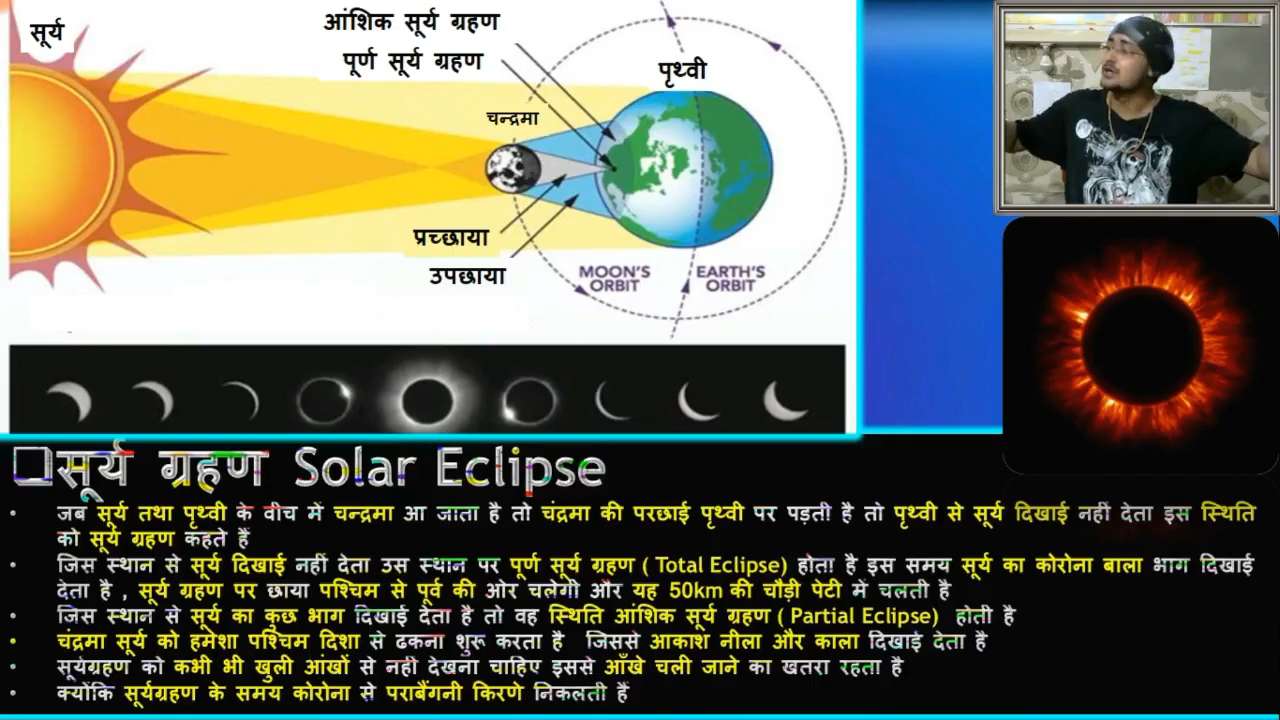 सूर्य
आंशिक सूर्य ग्रहण
पूर्ण सूर्य ग्रहण
पृथ्वी
चन्द्रमा
प्रच्छाया
उपछाया
MOON'S
ORBIT
EARTH'S
ORBIT
सूर्य ग्रहण Solar Eclipse
जब सूर्य तथा पृथ्वी के वीच में चन्द्रमा आ जाता है तो चंद्रमा की परछाई पृथ्वी पर पड़ती है तो पृथ्वी से सूर्य दिखाई नहीं देता इस स्थिति
को सूर्य ग्रहण कहते हैं
जिस स्थान से सूर्य दिखाई नहीं देता उस स्थान पर पूर्ण सूर्य ग्रहण ( Total Eclipse) होता है इस समय सूर्य का कोरोना बाला भाग दिखाई
देता है , सूर्य ग्रहण पर छाया पश्चिम से पूर्व की ओर चलेगी और यह 50km की चौड़ी पेटी में चलती है
जिस स्थान से सूर्य का कुछ भाग दिखाई देता है तो वह स्थिति आंशिक सूर्य ग्रहण ( Partial Eclipse) होती है
चंद्रमा सूर्य को हमेशा पश्चिम दिशा से ढकना शुरू करता है जिससे आकाश नीला और काला दिखाई देता है
सूर्यग्रहण को कभी भी खुली आंखों से नही देखना चाहिए इससे आँखे चली जाने का खतरा रहता है
क्योंकि सूर्यग्रहण के समय कोरोना से पराबैंगनी किरणे निकलती हैं